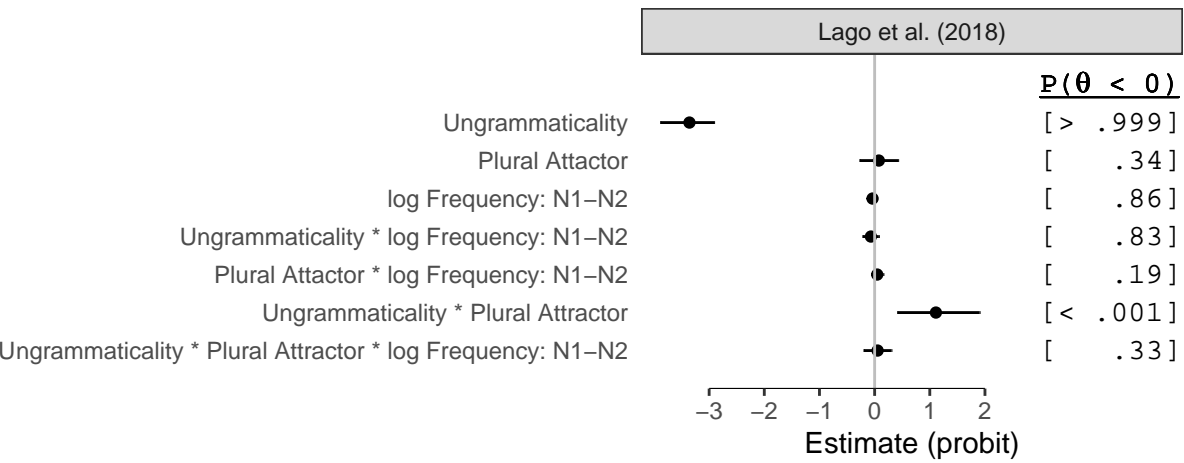 Lago et al. (2018)
P(θ < 0)
Ungrammaticality [> .999]
Plural Attactor [ .34]
log Frequency: N1−N2 [ .86]
Ungrammaticality * log Frequency: N1−N2 [ .83]
Plural Attactor * log Frequency: N1−N2 [ .19]
Ungrammaticality * Plural Attractor [< .001]
Ungrammaticality * Plural Attractor * log Frequency: N1−N2 [ .33]
−3 −2 −1 0 1 2
Estimate (probit)